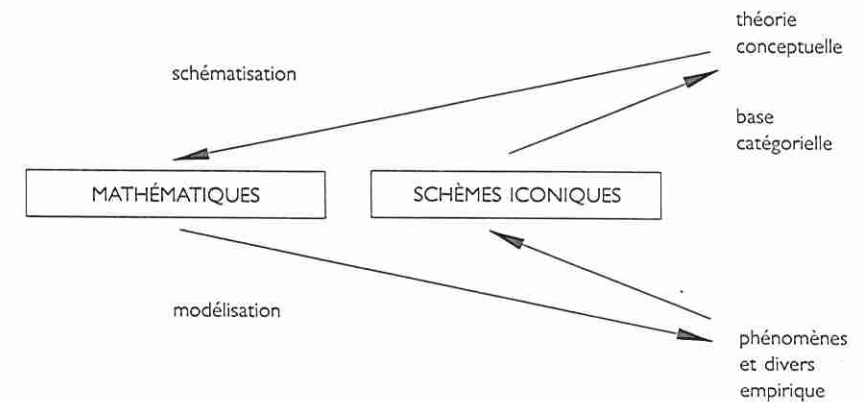 théorie
conceptuelle
schématisation
base
catégorielle
MATHÉMATIQUES
SCHÈMES ICONIQUES
modélisation
phénomènes
et divers
empirique